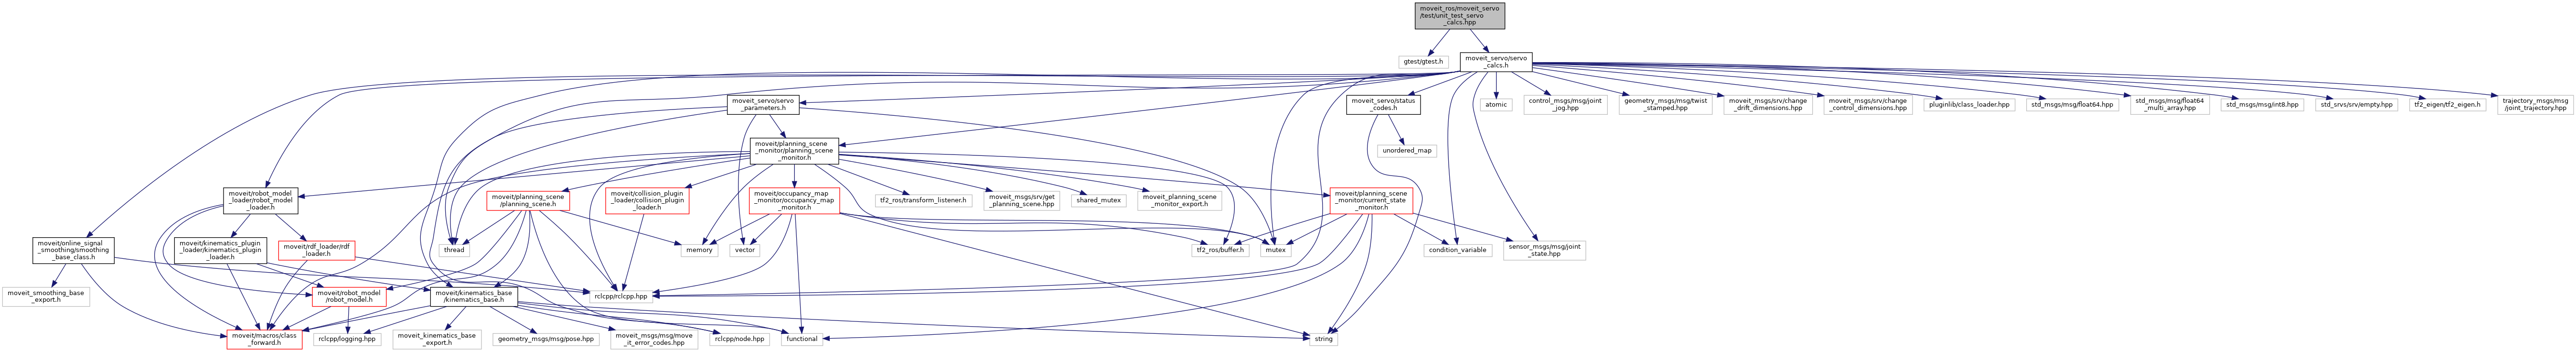 moveit_ros/moveit_servo
/test/unit_test_servo
_calcs.hpp
gtest/gtest.h
moveit_servo/servo
_calcs.h
moveit_servo/servo
_parameters.h
moveit_servo/status
_codes.h
atomic
control_msgs/msg/joint
_jog.hpp
geometry_msgs/msg/twist
_stamped.hpp
moveit_msgs/srv/change
_drift_dimensions.hpp
moveit_msgs/srv/change
_control_dimensions.hpp
pluginlib/class_loader.hpp
std_msgs/msg/float64.hpp
std_msgs/msg/float64
_multi_array.hpp
std_msgs/msg/int8.hpp
std_srvs/srv/empty.hpp
tf2_eigen/tf2_eigen.h
trajectory_msgs/msg
/joint_trajectory.hpp
moveit/planning_scene
_monitor/planning_scene
_monitor.h
unordered_map
moveit/robot_model
_loader/robot_model
_loader.h
moveit/planning_scene
/planning_scene.h
moveit/collision_plugin
_loader/collision_plugin
_loader.h
moveit/occupancy_map
_monitor/occupancy_map
_monitor.h
tf2_ros/transform_listener.h
moveit_msgs/srv/get
_planning_scene.hpp
shared_mutex
moveit_planning_scene
_monitor_export.h
moveit/planning_scene
_monitor/current_state
_monitor.h
moveit/online_signal
_smoothing/smoothing
_base_class.h
moveit/kinematics_plugin
_loader/kinematics_plugin
_loader.h
moveit/rdf_loader/rdf
_loader.h
thread
memory
vector
tf2_ros/buffer.h
mutex
condition_variable
sensor_msgs/msg/joint
_state.hpp
moveit_smoothing_base
_export.h
moveit/robot_model
/robot_model.h
moveit/kinematics_base
/kinematics_base.h
rclcpp/rclcpp.hpp
moveit/macros/class
_forward.h
rclcpp/logging.hpp
moveit_kinematics_base
_export.h
geometry_msgs/msg/pose.hpp
moveit_msgs/msg/move
_it_error_codes.hpp
rclcpp/node.hpp
functional
string